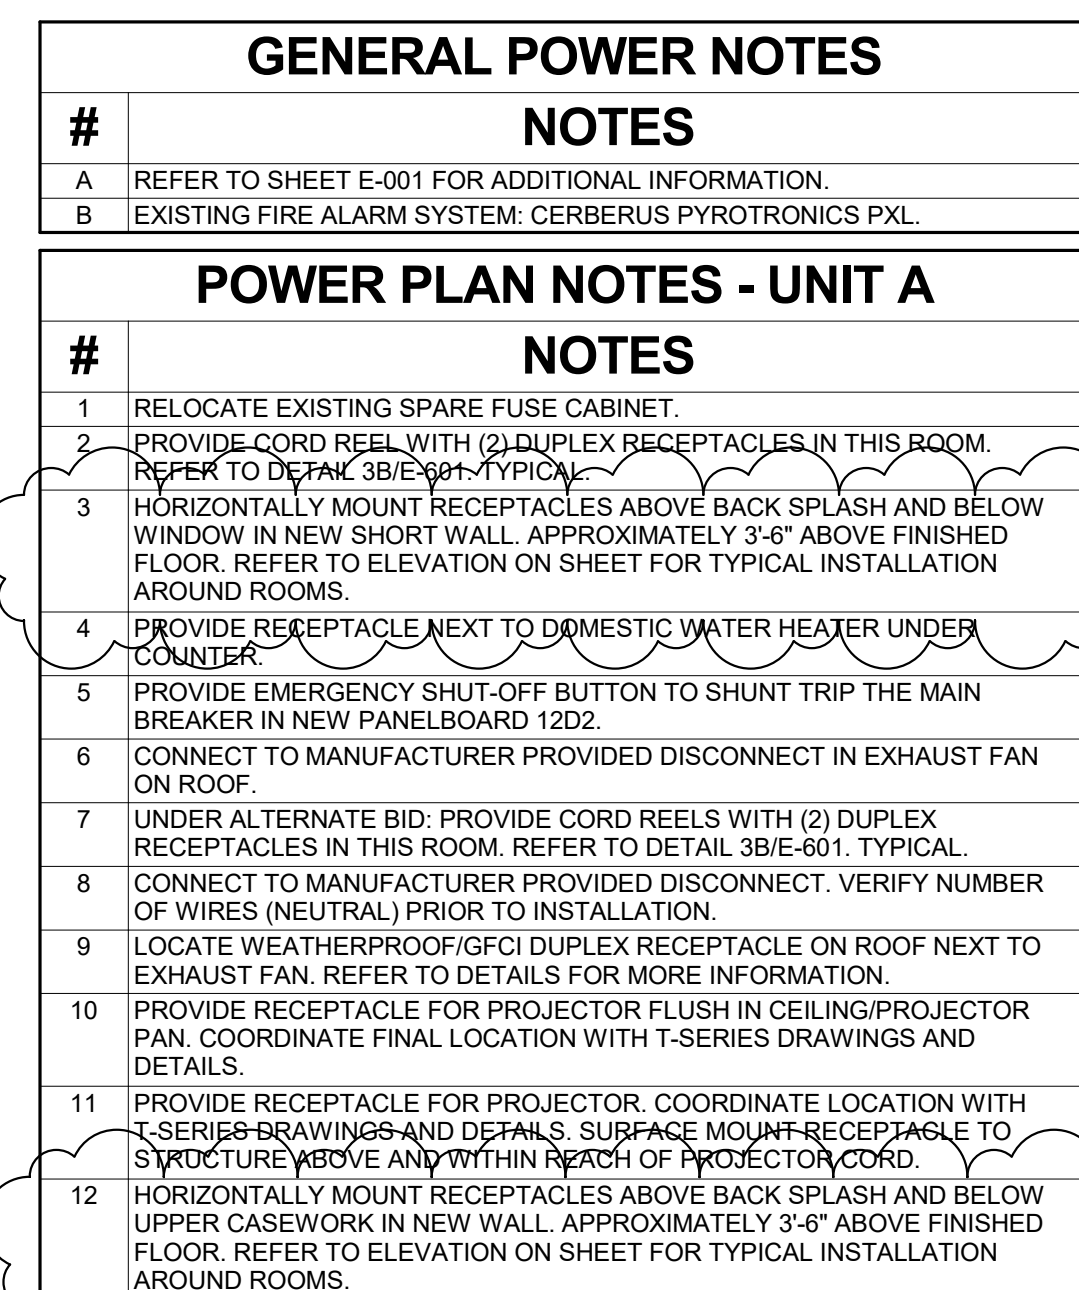 GENERAL POWER NOTES
# NOTES
A REFER TO SHEET E-001 FOR ADDITIONAL INFORMATION.
B EXISTING FIRE ALARM SYSTEM: CERBERUS PYROTRONICS PXL.
POWER PLAN NOTES - UNIT A
# NOTES
1 RELOCATE EXISTING SPARE FUSE CABINET.
2 PROVIDE CORD REEL WITH (2) DUPLEX RECEPTACLES IN THIS ROOM.
REFER TO DETAIL 3B/E-601. TYPICAL.
3 HORIZONTALLY MOUNT RECEPTACLES ABOVE BACK SPLASH AND BELOW
WINDOW IN NEW SHORT WALL. APPROXIMATELY 3'-6" ABOVE FINISHED
FLOOR. REFER TO ELEVATION ON SHEET FOR TYPICAL INSTALLATION
AROUND ROOMS.
4 PROVIDE RECEPTACLE NEXT TO DOMESTIC WATER HEATER UNDER
COUNTER.
5 PROVIDE EMERGENCY SHUT-OFF BUTTON TO SHUNT TRIP THE MAIN
BREAKER IN NEW PANELBOARD 12D2.
6 CONNECT TO MANUFACTURER PROVIDED DISCONNECT IN EXHAUST FAN
ON ROOF.
7 UNDER ALTERNATE BID: PROVIDE CORD REELS WITH (2) DUPLEX
RECEPTACLES IN THIS ROOM. REFER TO DETAIL 3B/E-601. TYPICAL.
8 CONNECT TO MANUFACTURER PROVIDED DISCONNECT. VERIFY NUMBER
OF WIRES (NEUTRAL) PRIOR TO INSTALLATION.
9 LOCATE WEATHERPROOF/GFCI DUPLEX RECEPTACLE ON ROOF NEXT TO
EXHAUST FAN. REFER TO DETAILS FOR MORE INFORMATION.
10 PROVIDE RECEPTACLE FOR PROJECTOR FLUSH IN CEILING/PROJECTOR
PAN. COORDINATE FINAL LOCATION WITH T-SERIES DRAWINGS AND
DETAILS.
11 PROVIDE RECEPTACLE FOR PROJECTOR. COORDINATE LOCATION WITH
T-SERIES DRAWINGS AND DETAILS. SURFACE MOUNT RECEPTACLE TO
STRUCTURE ABOVE AND WITHIN REACH OF PROJECTOR CORD.
12 HORIZONTALLY MOUNT RECEPTACLES ABOVE BACK SPLASH AND BELOW
UPPER CASEWORK IN NEW WALL. APPROXIMATELY 3'-6" ABOVE FINISHED
FLOOR. REFER TO ELEVATION ON SHEET FOR TYPICAL INSTALLATION
AROUND ROOMS.